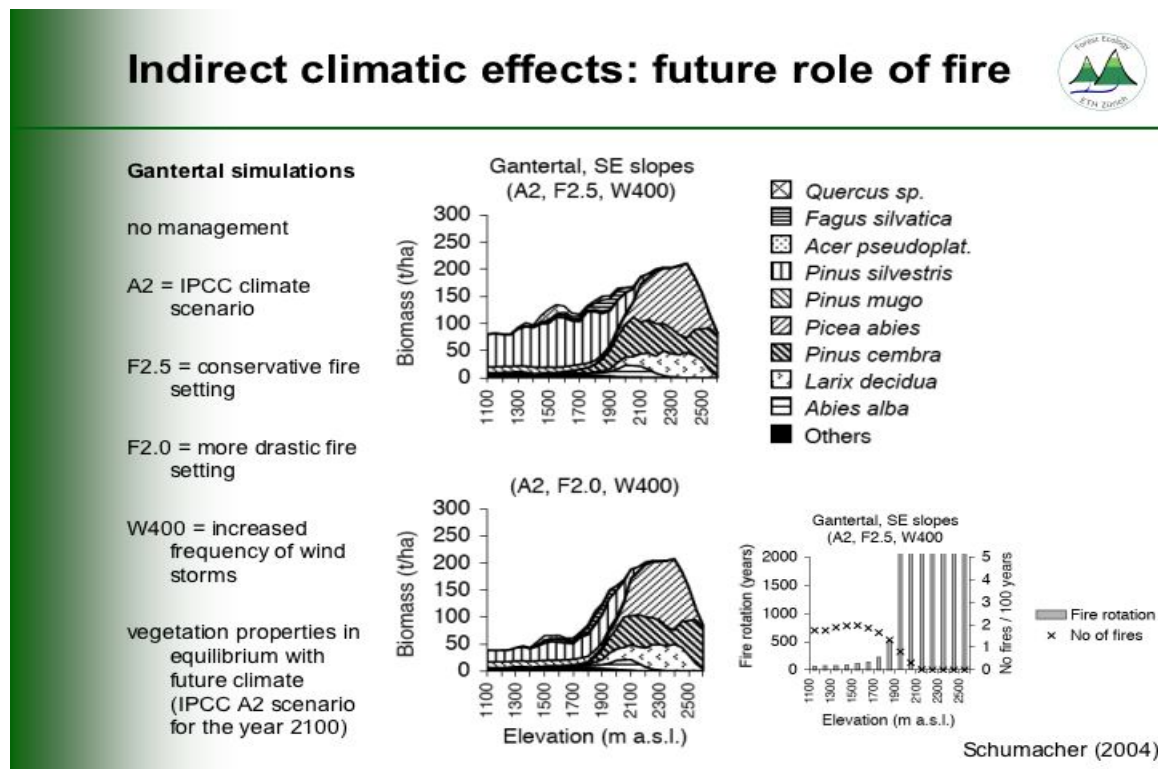 Indirect climatic effects: future role of fire
Forest Ecology
ETH Zürich
Gantertal simulations
no management
A2 = IPCC climate
scenario
F2.5 = conservative fire
setting
F2.0 = more drastic fire
setting
W400 = increased
frequency of wind
storms
vegetation properties in
equilibrium with
future climate
(IPCC A2 scenario
for the year 2100)
Gantertal, SE slopes
(A2, F2.5, W400)
Biomass (t/ha)
300
250
200
150
100
50
0
1100
1300
1500
1700
1900
2100
2300
2500
Quercus sp.
Fagus silvatica
Acer pseudoplat.
Pinus silvestris
Pinus mugo
Picea abies
Pinus cembra
Larix decidua
Abies alba
Others
(A2, F2.0, W400)
Biomass (t/ha)
300
250
200
150
100
50
0
1100
1300
1500
1700
1900
2100
2300
2500
Elevation (m a.s.l.)
Gantertal, SE slopes
(A2, F2.5, W400
Fire rotation (years)
2000
1500
1000
500
0
5
4
3
2
1
0
No fires / 100 years
1100
1300
1500
1700
1900
2100
2300
2500
Elevation (m a.s.l.)
Fire rotation
No of fires
Schumacher (2004)